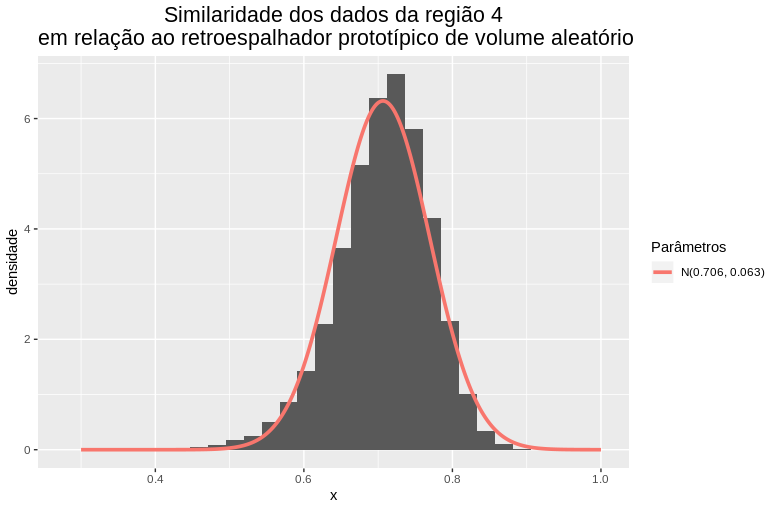 Similaridade dos dados da região 4
em relação ao retroespalhador prototípico de volume aleatório
densidade
6
4
2
0
0.4
0.6
0.8
1.0
x
Parâmetros
N(0.706, 0.063)